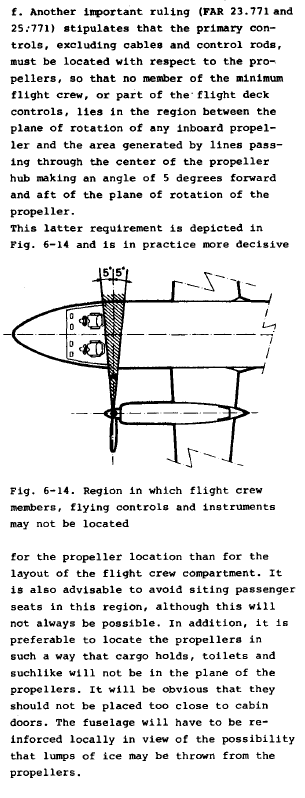 f. Another important ruling (FAR 23.771 and
25.771) stipulates that the primary con-
trols, excluding cables and control rods,
must be located with respect to the pro-
pellers, so that no member of the minimum
flight crew, or part of the flight deck
controls, lies in the region between the
plane of rotation of any inboard propel-
ler and the area generated by lines pass-
ing through the center of the propeller
hub making an angle of 5 degrees forward
and aft of the plane of rotation of the
propeller.
This latter requirement is depicted in
Fig. 6-14 and is in practice more decisive
5° 5°
Fig. 6-14. Region in which flight crew
members, flying controls and instruments
may not be located
for the propeller location than for the
layout of the flight crew compartment. It
is also advisable to avoid siting passenger
seats in this region, although this will
not always be possible. In addition, it is
preferable to locate the propellers in
such a way that cargo holds, toilets and
suchlike will not be in the plane of the
propellers. It will be obvious that they
should not be placed too close to cabin
doors. The fuselage will have to be re-
inforced locally in view of the possibility
that lumps of ice may be thrown from the
propellers.